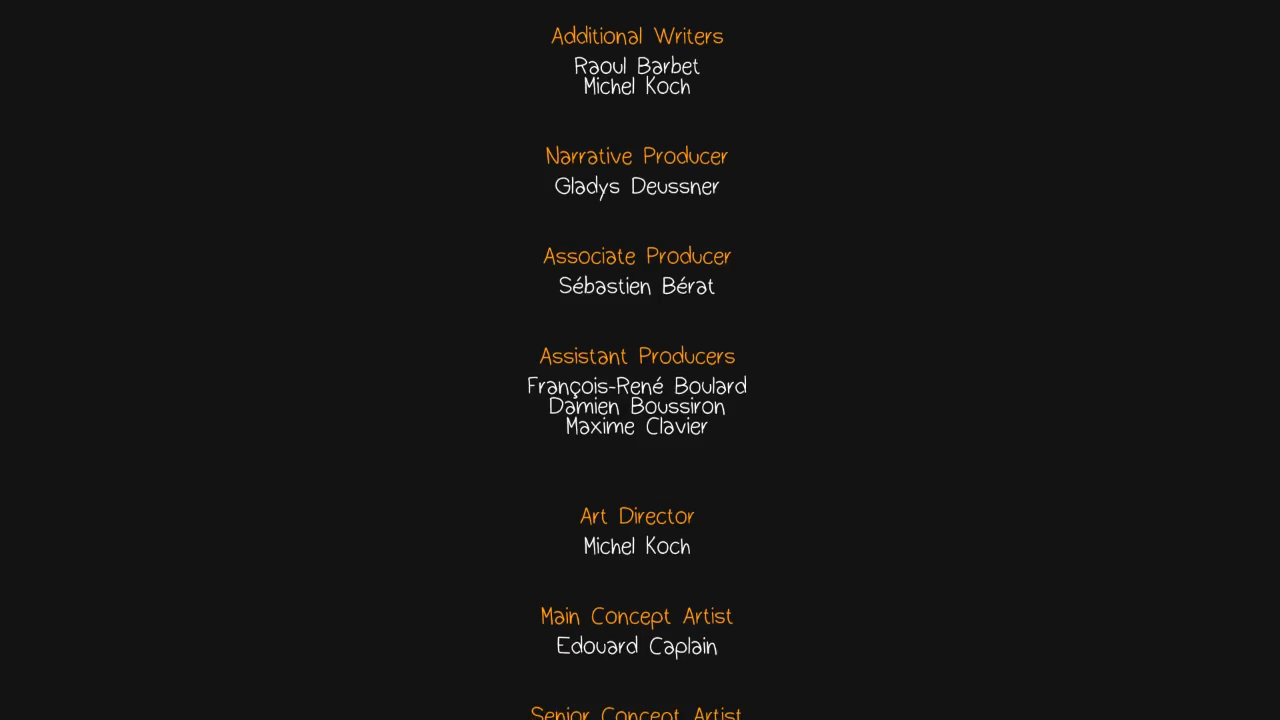 Additional Writers
Raoul Barbet
Michel Koch
Narrative Producer
Gladys Deussner
Associate Producer
Sébastien Bérat
Assistant Producers
François-René Boulard
Damien Boussiron
Maxime Clavier
Art Director
Michel Koch
Main Concept Artist
Edouard Caplain
Senior Concept Artist